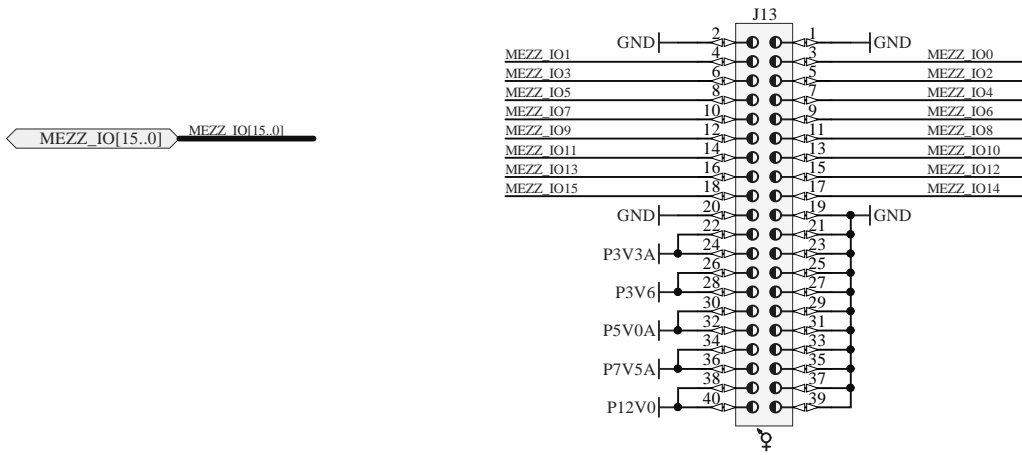 J13
GND 2 1 GND
MEZZ_IO1 4 3 MEZZ_IO0
MEZZ_IO3 6 5 MEZZ_IO2
MEZZ_IO5 8 7 MEZZ_IO4
MEZZ_IO7 10 9 MEZZ_IO6
MEZZ_IO[15..0] MEZZ_IO[15..0] MEZZ_IO9 12 11 MEZZ_IO8
MEZZ_IO11 14 13 MEZZ_IO10
MEZZ_IO13 16 15 MEZZ_IO12
MEZZ_IO15 18 17 MEZZ_IO14
GND 20 19 GND
22 21
P3V3A 24 23
26 25
P3V6 28 27
30 29
P5V0A 32 31
34 33
P7V5A 36 35
38 37
P12V0 40 39